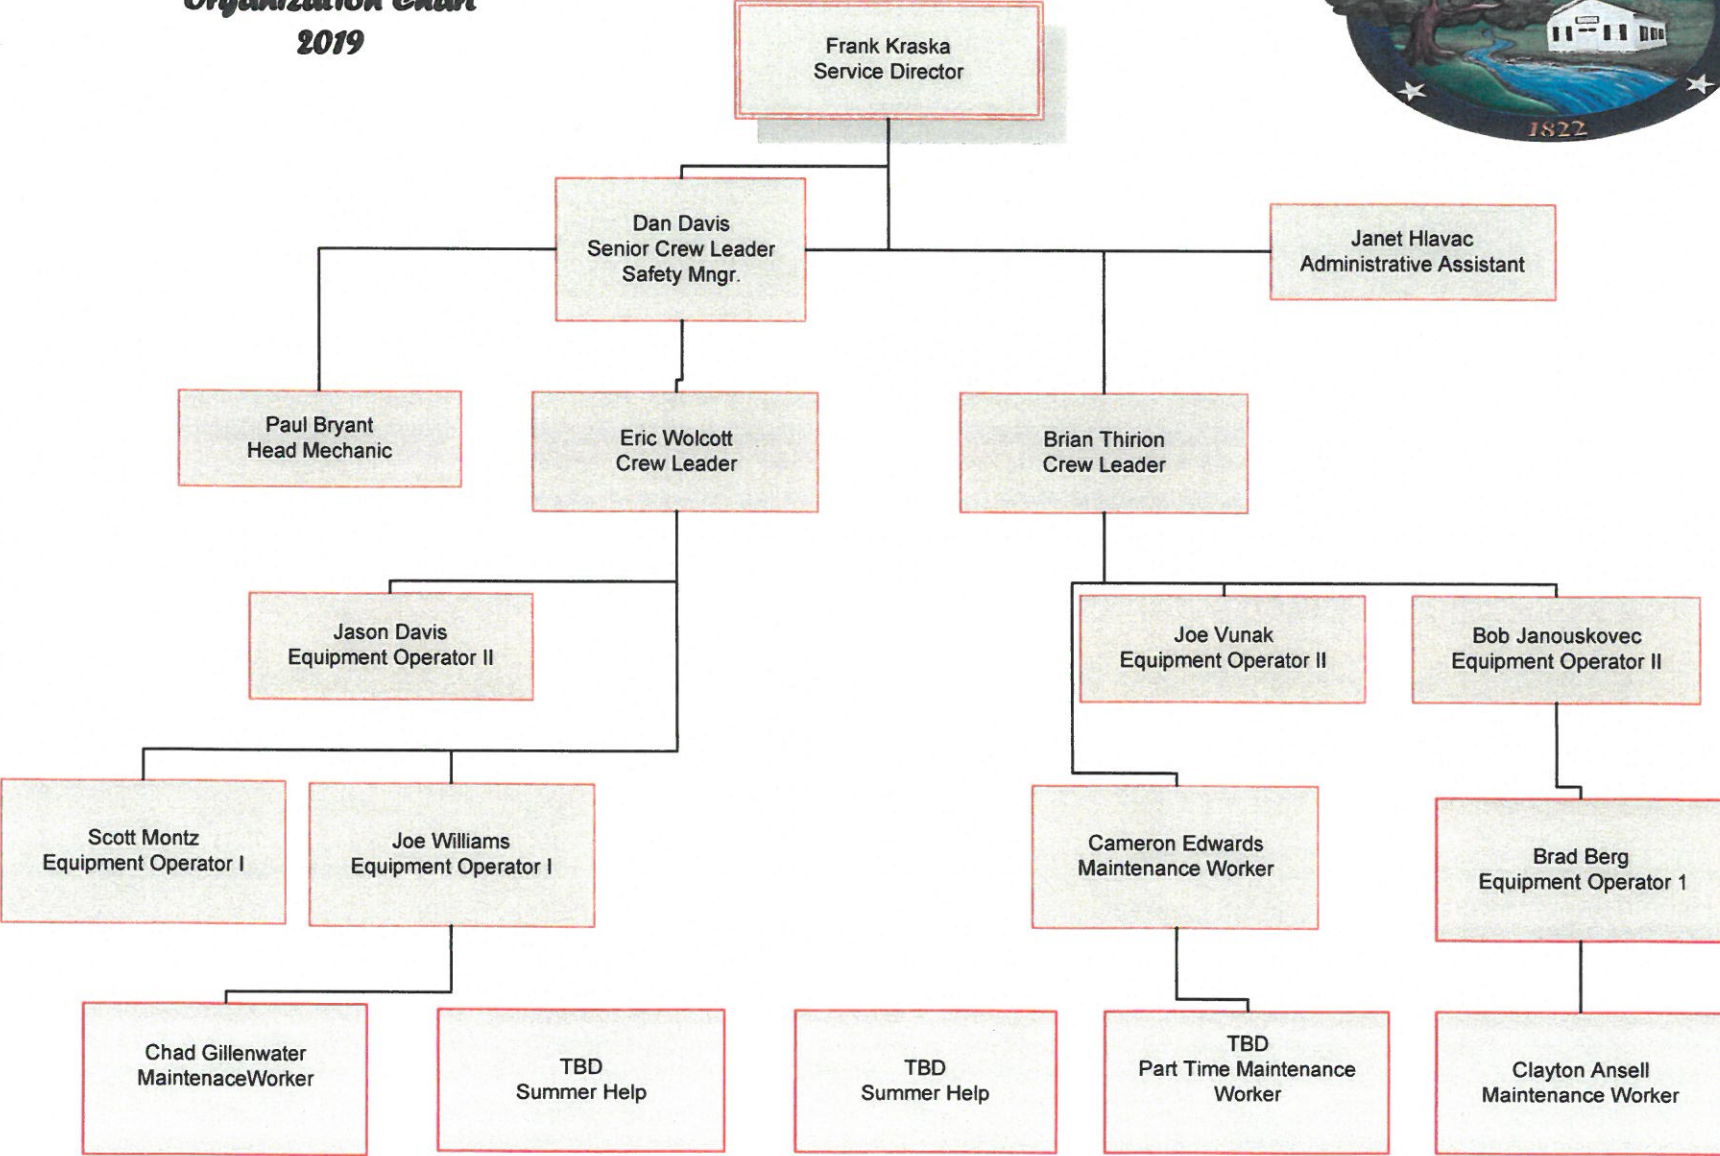 Organization Chart
2019
Frank Kraska
Service Director
1822
Dan Davis
Senior Crew Leader
Safety Mngr.
Janet Hlavac
Administrative Assistant
Paul Bryant
Head Mechanic
Eric Wolcott
Crew Leader
Brian Thirion
Crew Leader
Jason Davis
Equipment Operator II
Joe Vunak
Equipment Operator II
Bob Janouskovec
Equipment Operator II
Scott Montz
Equipment Operator I
Joe Williams
Equipment Operator I
Cameron Edwards
Maintenance Worker
Brad Berg
Equipment Operator 1
Chad Gillenwater
MaintenaceWorker
TBD
Summer Help
TBD
Summer Help
TBD
Part Time Maintenance
Worker
Clayton Ansell
Maintenance Worker